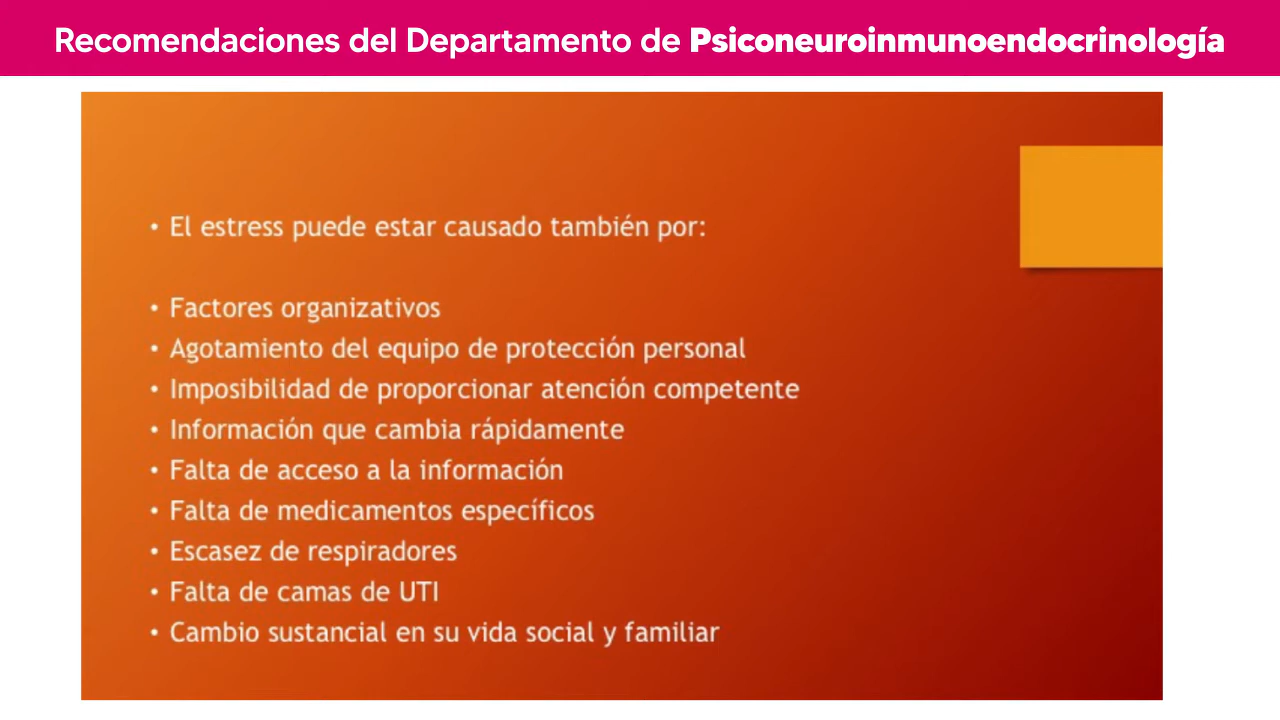 Recomendaciones del Departamento de Psiconeuroinmunoendocrinología
• El estress puede estar causado también por:
• Factores organizativos
• Agotamiento del equipo de protección personal
• Imposibilidad de proporcionar atención competente
• Información que cambia rápidamente
• Falta de acceso a la información
• Falta de medicamentos específicos
• Escasez de respiradores
• Falta de camas de UTI
• Cambio sustancial en su vida social y familiar